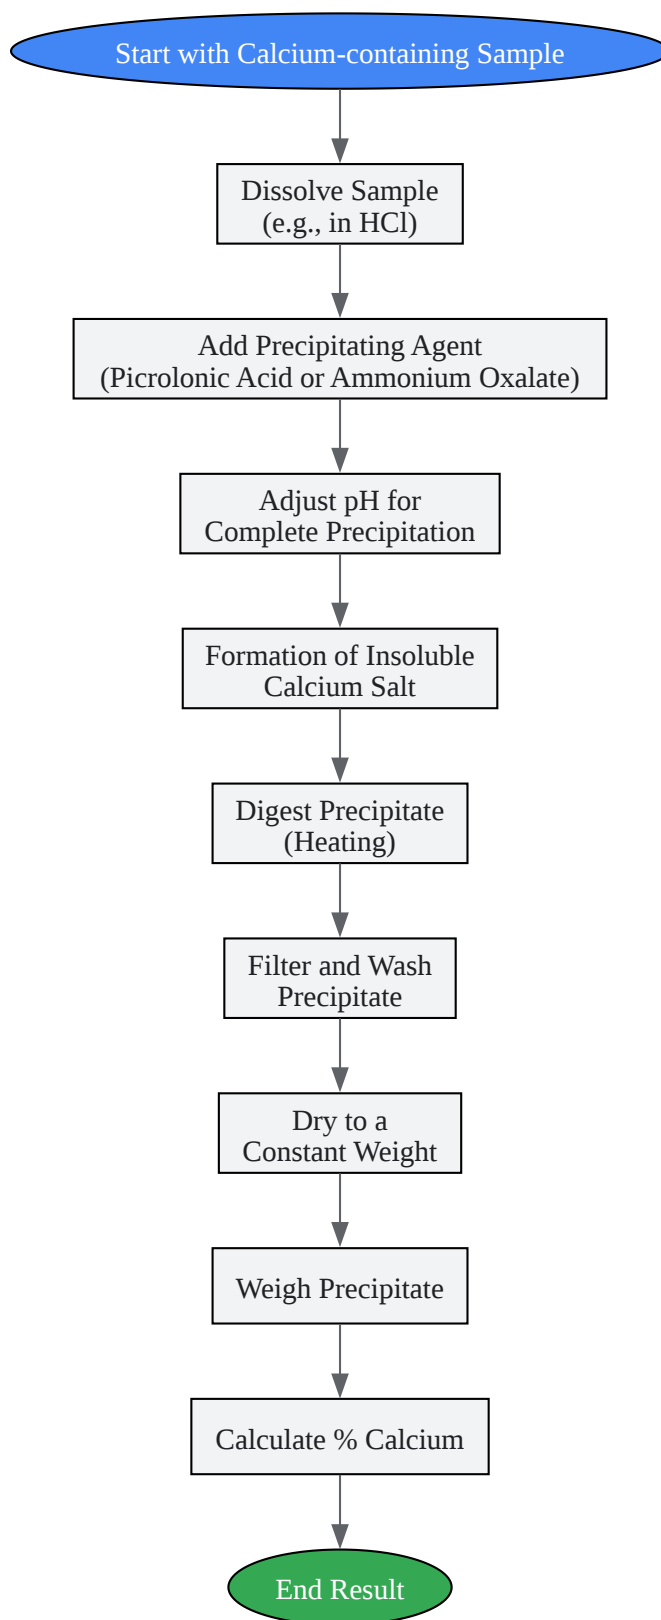 Start with Calcium-containing Sample
Dissolve Sample
(e.g., in HCl)
Add Precipitating Agent
(Picrolonic Acid or Ammonium Oxalate)
Adjust pH for
Complete Precipitation
Formation of Insoluble
Calcium Salt
Digest Precipitate
(Heating)
Filter and Wash
Precipitate
Dry to a
Constant Weight
Weigh Precipitate
Calculate % Calcium
End Result